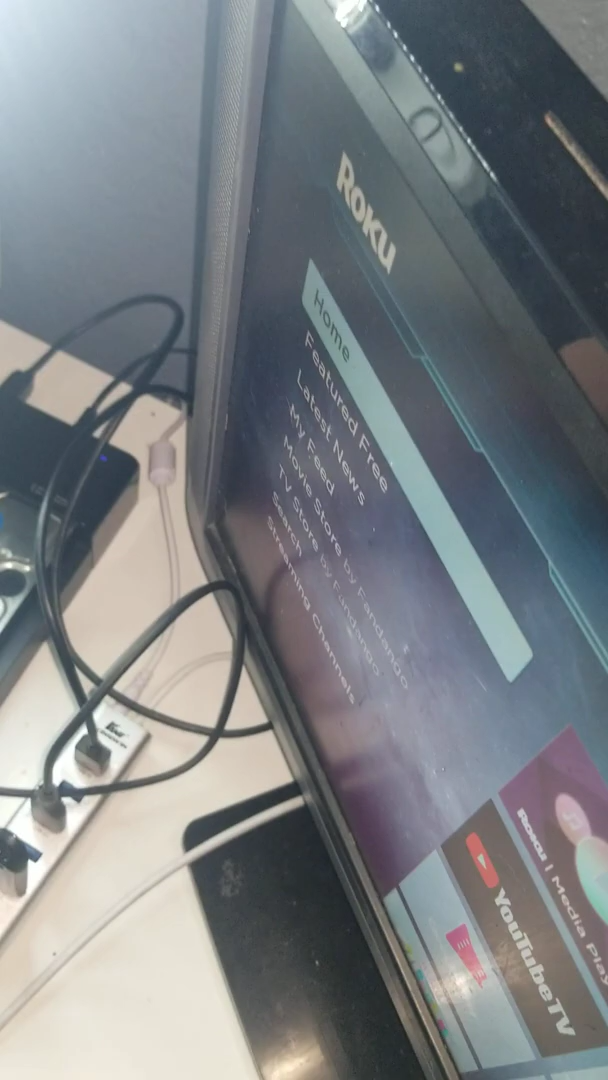 Roku
Home
Featured Free
Latest News
My Feed
Movie Store by Fandango
TV Store by Fandango
Search
Streaming Channels
Roku | Media Play
YouTube TV